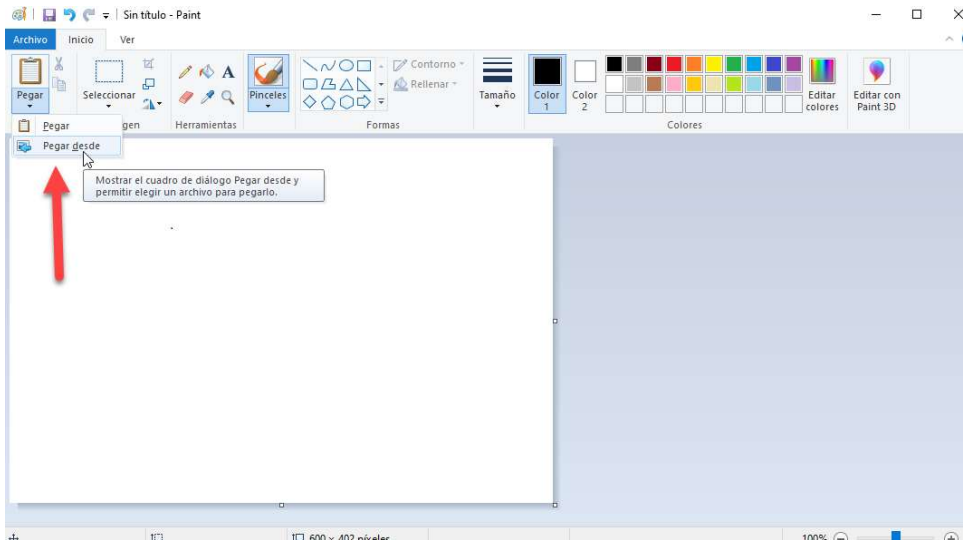 Sin título - Paint
Archivo Inicio Ver
Pegar
Seleccionar
A
Pinceles
Contorno
Rellenar
Tamaño
Color 1
Color 2
Editar colores
Editar con Paint 3D
Herramientas
Formas
Colores
Pegar
gen
Pegar desde
Mostrar el cuadro de diálogo Pegar desde y
permitir elegir un archivo para pegarlo.
600 × 402 píxeles
100%